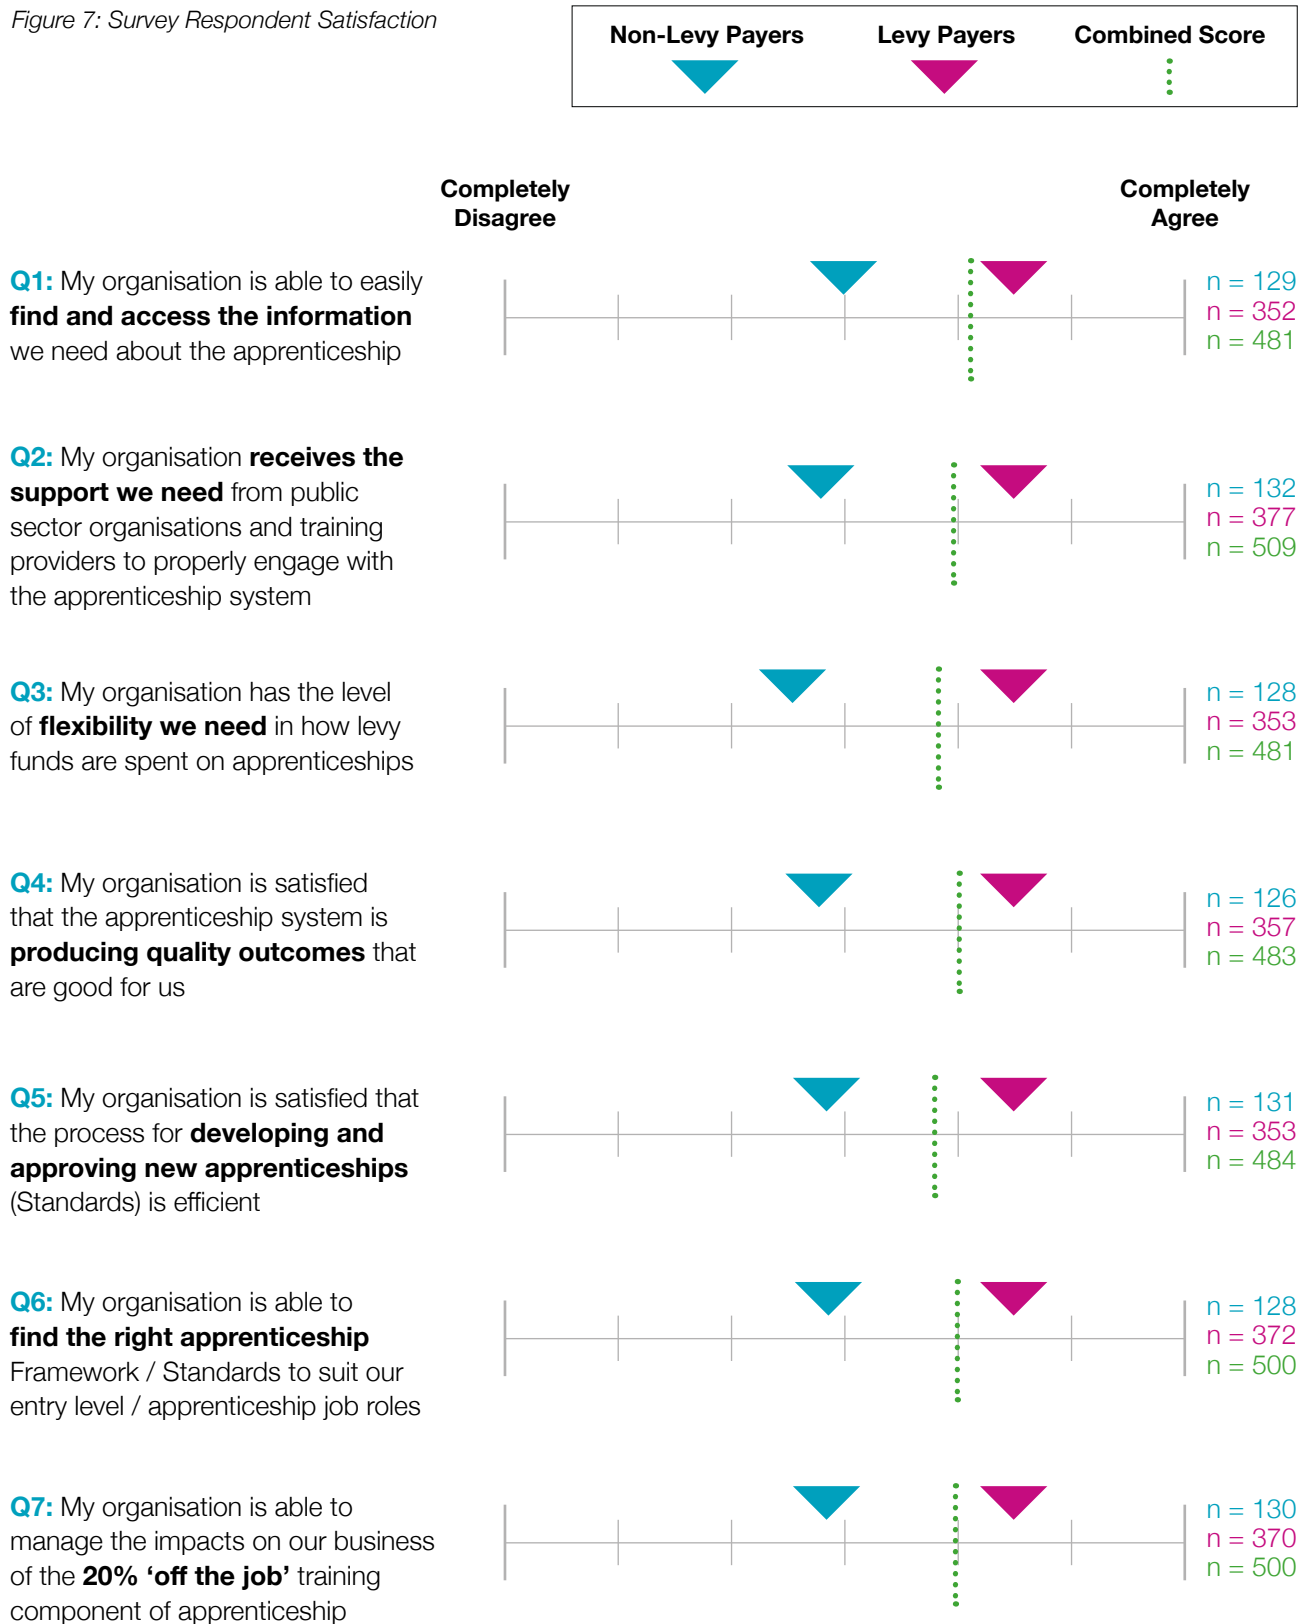 Figure 7: Survey Respondent Satisfaction
Non-Levy Payers
Levy Payers
Combined Score
Completely
Disagree
Completely
Agree
Q1: My organisation is able to easily
find and access the information
we need about the apprenticeship
n = 129
n = 352
n = 481
Q2: My organisation receives the
support we need from public
sector organisations and training
providers to properly engage with
the apprenticeship system
n = 132
n = 377
n = 509
Q3: My organisation has the level
of flexibility we need in how levy
funds are spent on apprenticeships
n = 128
n = 353
n = 481
Q4: My organisation is satisfied
that the apprenticeship system is
producing quality outcomes that
are good for us
n = 126
n = 357
n = 483
Q5: My organisation is satisfied that
the process for developing and
approving new apprenticeships
(Standards) is efficient
n = 131
n = 353
n = 484
Q6: My organisation is able to
find the right apprenticeship
Framework / Standards to suit our
entry level / apprenticeship job roles
n = 128
n = 372
n = 500
Q7: My organisation is able to
manage the impacts on our business
of the 20% ‘off the job’ training
component of apprenticeship
n = 130
n = 370
n = 500